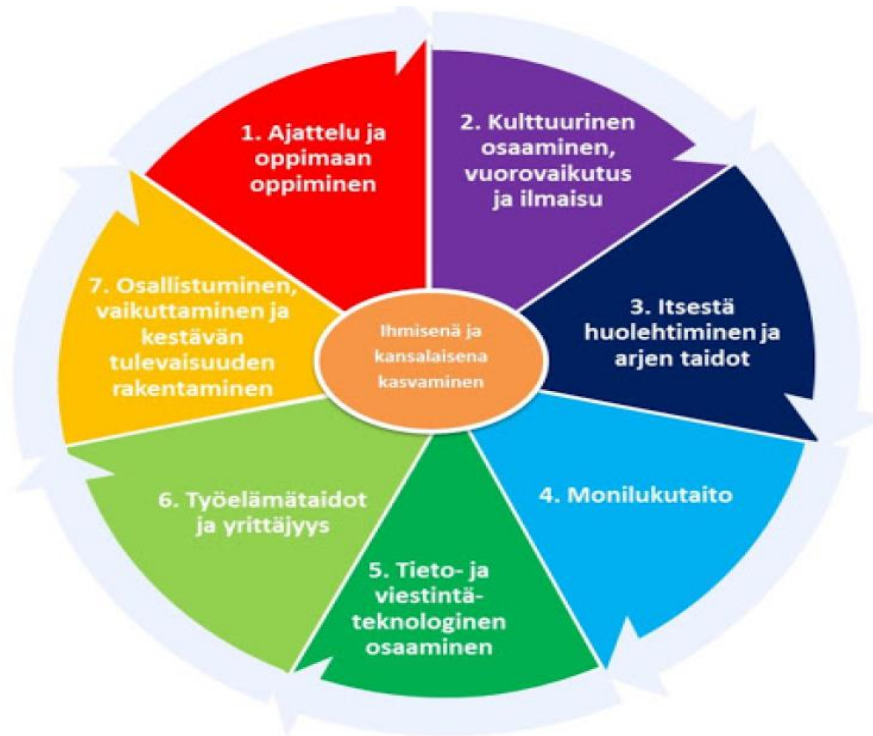 1. Ajattelu ja
oppimaan
oppiminen
2. Kulttuurinen
osaaminen,
vuorovaikutus
ja ilmaisu
3. Itsestä
huolehtiminen ja
arjen taidot
4. Monilukutaito
5. Tieto- ja
viestintä-
teknologinen
osaaminen
6. Työelämätaidot
ja yrittäjyys
7. Osallistuminen,
vaikuttaminen ja
kestävän
tulevaisuuden
rakentaminen
Ihmisenä ja
kansalaisena
kasvaminen